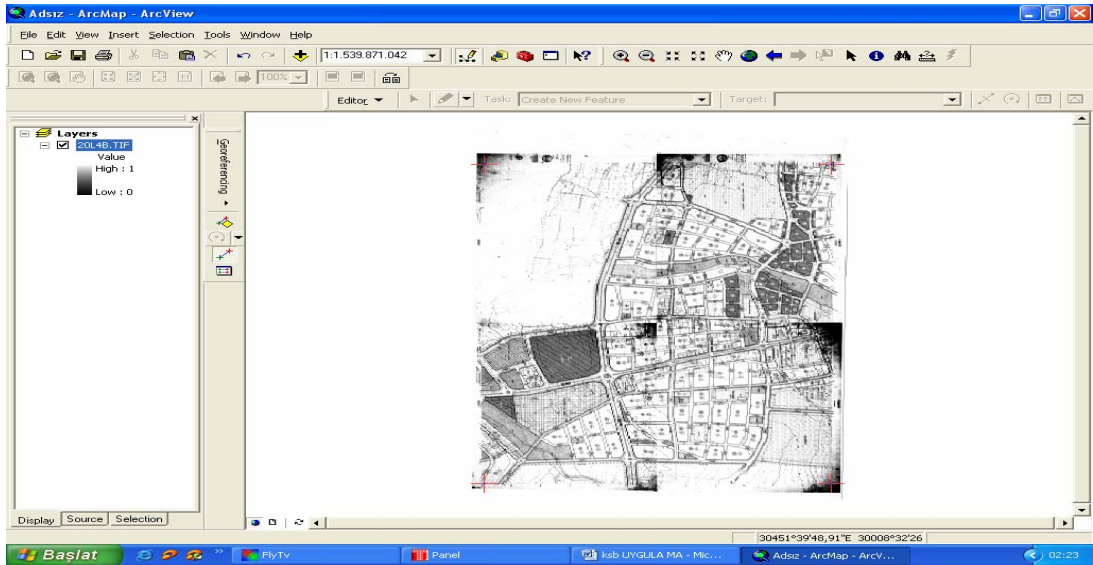 Adsız - ArcMap - ArcView
File Edit View Insert Selection Tools Window Help
1:1.539.871.042
100%
Editor Task: Create New Feature Target:
Layers
20L4B.TIF
Value
High : 1
Low : 0
Georeferencing
Display Source Selection
30451°39'48,91"E 30008°32'26
Başlat FlyTv Panel ksb UYGULA MA - Mic... Adsız - ArcMap - ArcV... 02:23